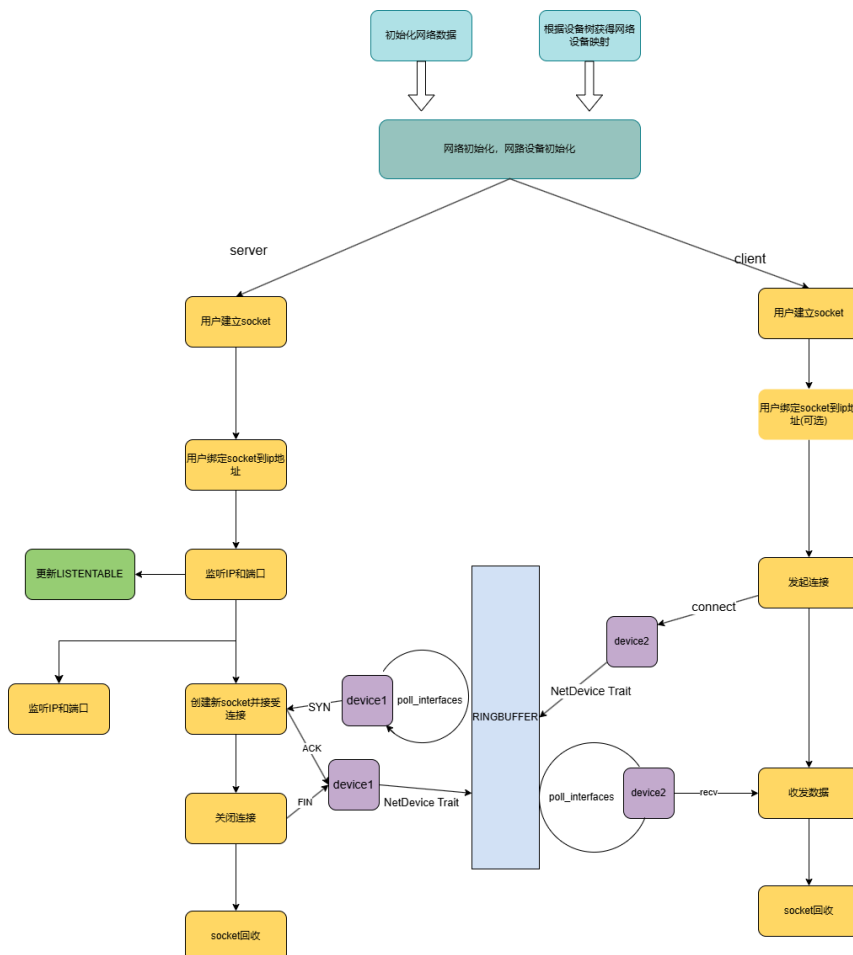 初始化网络数据
根据设备树获得网络
设备映射
网络初始化，网路设备初始化
server
client
用户建立socket
用户建立socket
用户绑定socket到ip地
址(可选)
用户绑定socket到ip地
址
更新LISTENTABLE
监听IP和端口
发起连接
connect
device2
NetDevice Trait
监听IP和端口
创建新socket并接受
连接
SYN
device1
poll_interfaces
RINGBUFFER
ACK
device1
NetDevice Trait
FIN
关闭连接
poll_interfaces
device2
recv
收发数据
socket回收
socket回收